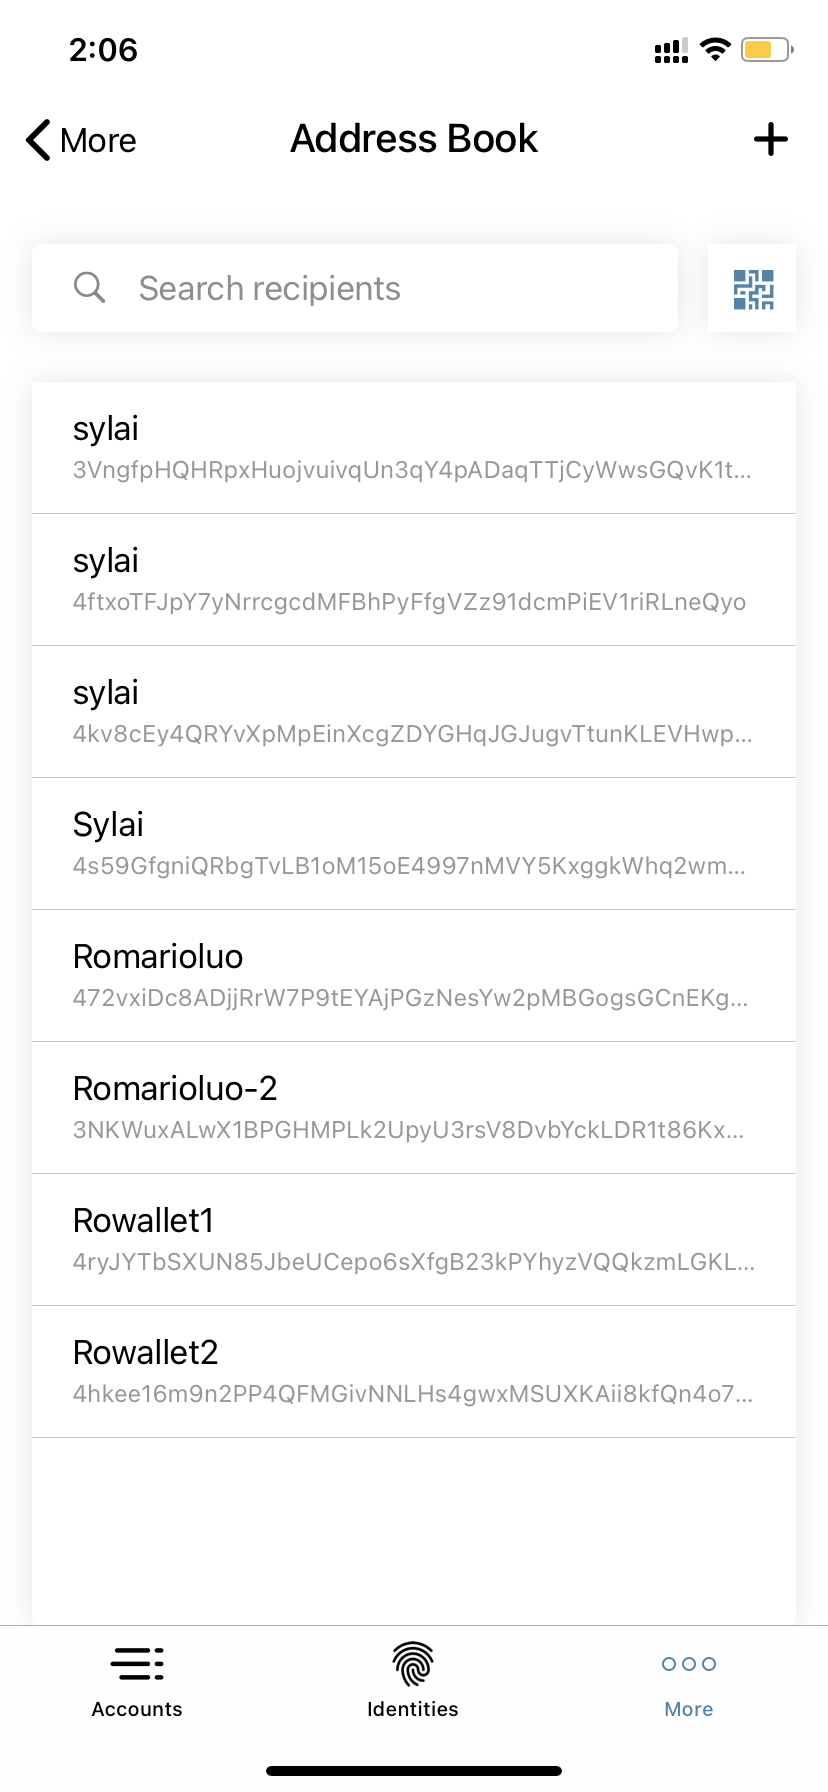 2:06
More
Address Book
Search recipients
sylai
3VngfpHQHRpxHuojvuivqUn3qY4pADaqTTjCyWwsGQvK1t...
sylai
4ftxoTFJpY7yNrrcgcdMFBhPyFfgVZz91dcmPiEV1riRLneQyo
sylai
4kv8cEy4QRYvXpMpEinXcgZDYGHqJGJugvTtunKLEVHwp...
Sylai
4s59GfgniQRbgTvLB1oM15oE4997nMVY5KxggkWhq2wm...
Romarioluo
472vxiDc8ADjjRrW7P9tEYAjPGzNesYw2pMBGogsGCnEKg...
Romarioluo-2
3NKWuxALwX1BPGHMPLk2UpyU3rsV8DvbYckLDR1t86Kx...
Rowallet1
4ryJYTbSXUN85JbeUCepo6sXfgB23kPYhyzVQQkzmLGKL...
Rowallet2
4hkee16m9n2PP4QFMGivNNLHs4gwxMSUXKAii8kfQn4o7...
Accounts
Identities
More